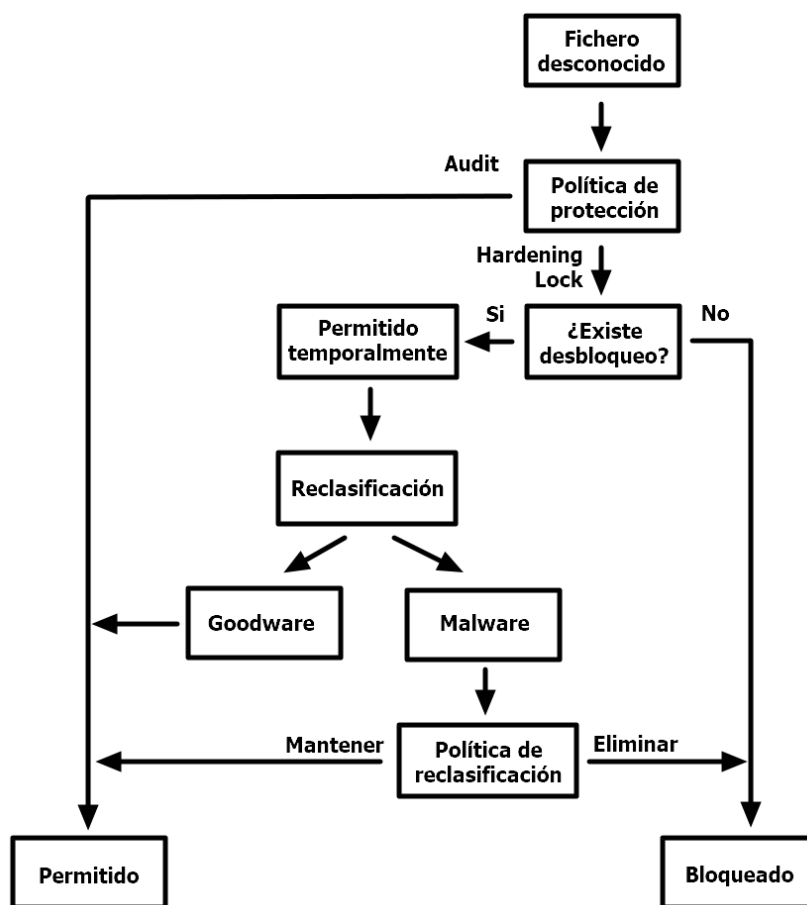 Fichero
desconocido
Audit
Política de
protección
Hardening
Lock
Permitido
temporalmente
Si
¿Existe
desbloqueo?
No
Reclasificación
Goodware
Malware
Mantener
Política de
reclasificación
Eliminar
Permitido
Bloqueado